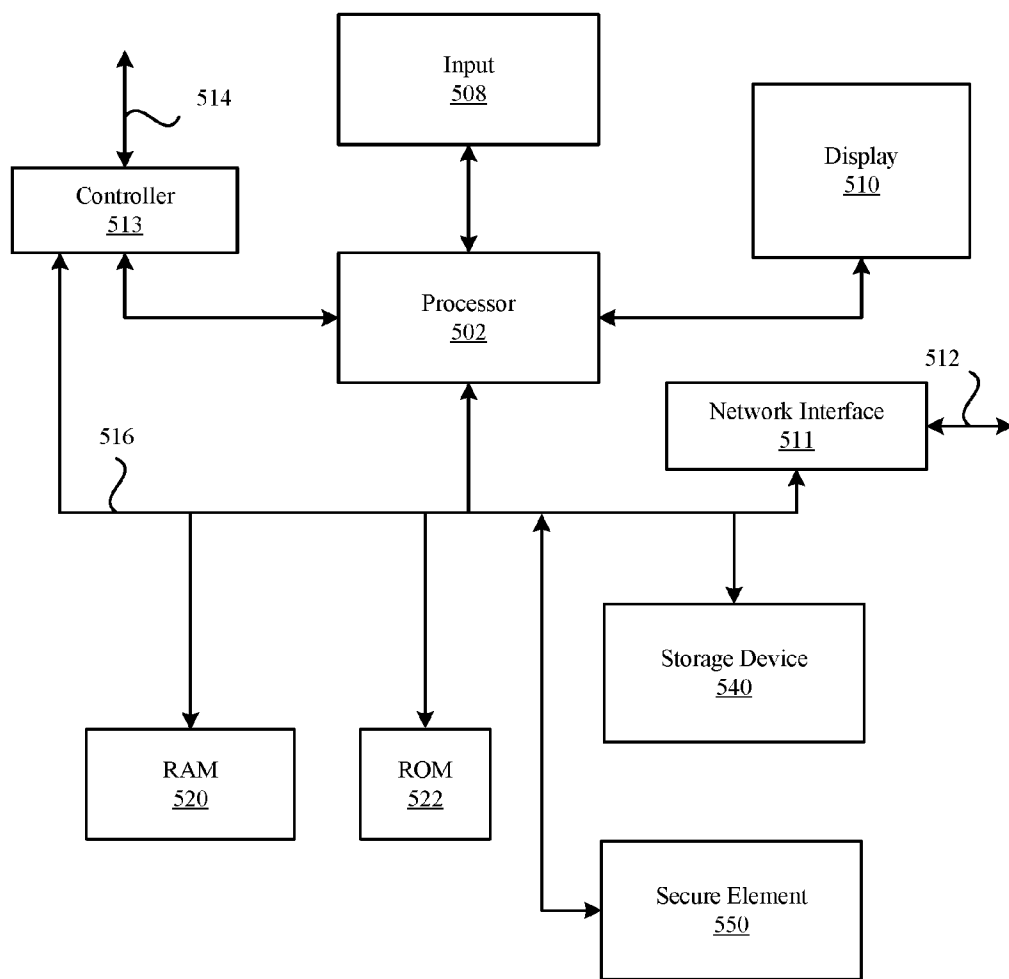 Input
508
514
Display
510
Controller
513
Processor
502
512
Network Interface
511
516
Storage Device
540
RAM
520
ROM
522
Secure Element
550